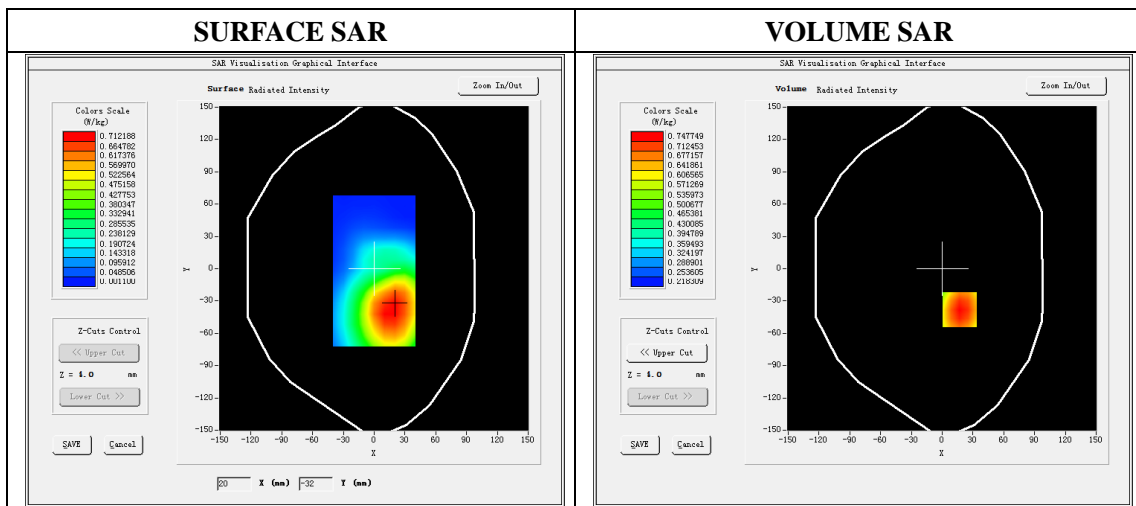 SURFACE SAR
SAR Visualisation Graphical Interface
Surface Radiated Intensity
Zoom In/Out
Colors Scale
(W/kg)
0.712188
0.664782
0.617376
0.569970
0.522564
0.475158
0.427753
0.380347
0.332941
0.285535
0.238129
0.190724
0.143318
0.095912
0.048506
0.001100
150
120
90
60
30
0
-30
-60
-90
-120
-150
Y
-150 -120 -90 -60 -30 0 30 60 90 120 150
X
Z-Cuts Control
<< Upper Cut
Z = 4.0 mm
Lower Cut >>
SAVE Cancel
20 X (mm) -32 Y (mm)
VOLUME SAR
SAR Visualisation Graphical Interface
Volume Radiated Intensity
Zoom In/Out
Colors Scale
(W/kg)
0.747749
0.712453
0.677157
0.641861
0.606565
0.571269
0.535973
0.500677
0.465381
0.430085
0.394789
0.359493
0.324197
0.288901
0.253605
0.218309
150
120
90
60
30
0
-30
-60
-90
-120
-150
Y
-150 -120 -90 -60 -30 0 30 60 90 120 150
X
Z-Cuts Control
<< Upper Cut
Z = 4.0 mm
Lower Cut >>
SAVE Cancel